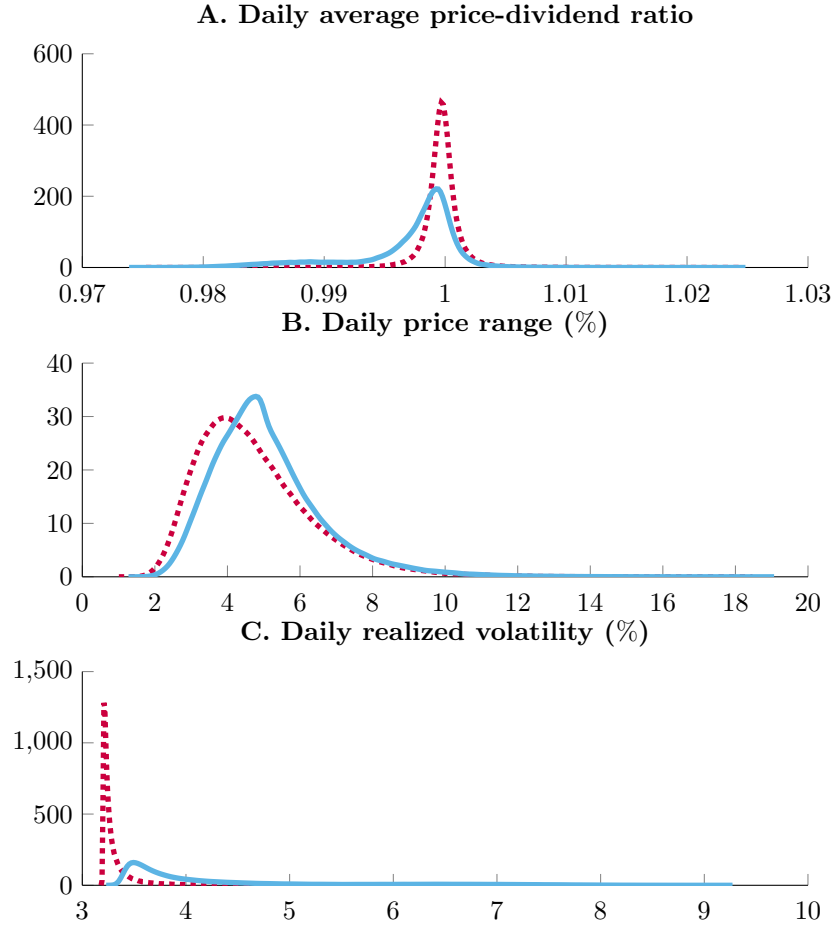 A. Daily average price-dividend ratio
600
400
200
0
0.97 0.98 0.99 1 1.01 1.02 1.03
B. Daily price range (%)
40
30
20
10
0
0 2 4 6 8 10 12 14 16 18 20
C. Daily realized volatility (%)
1,500
1,000
500
0
3 4 5 6 7 8 9 10